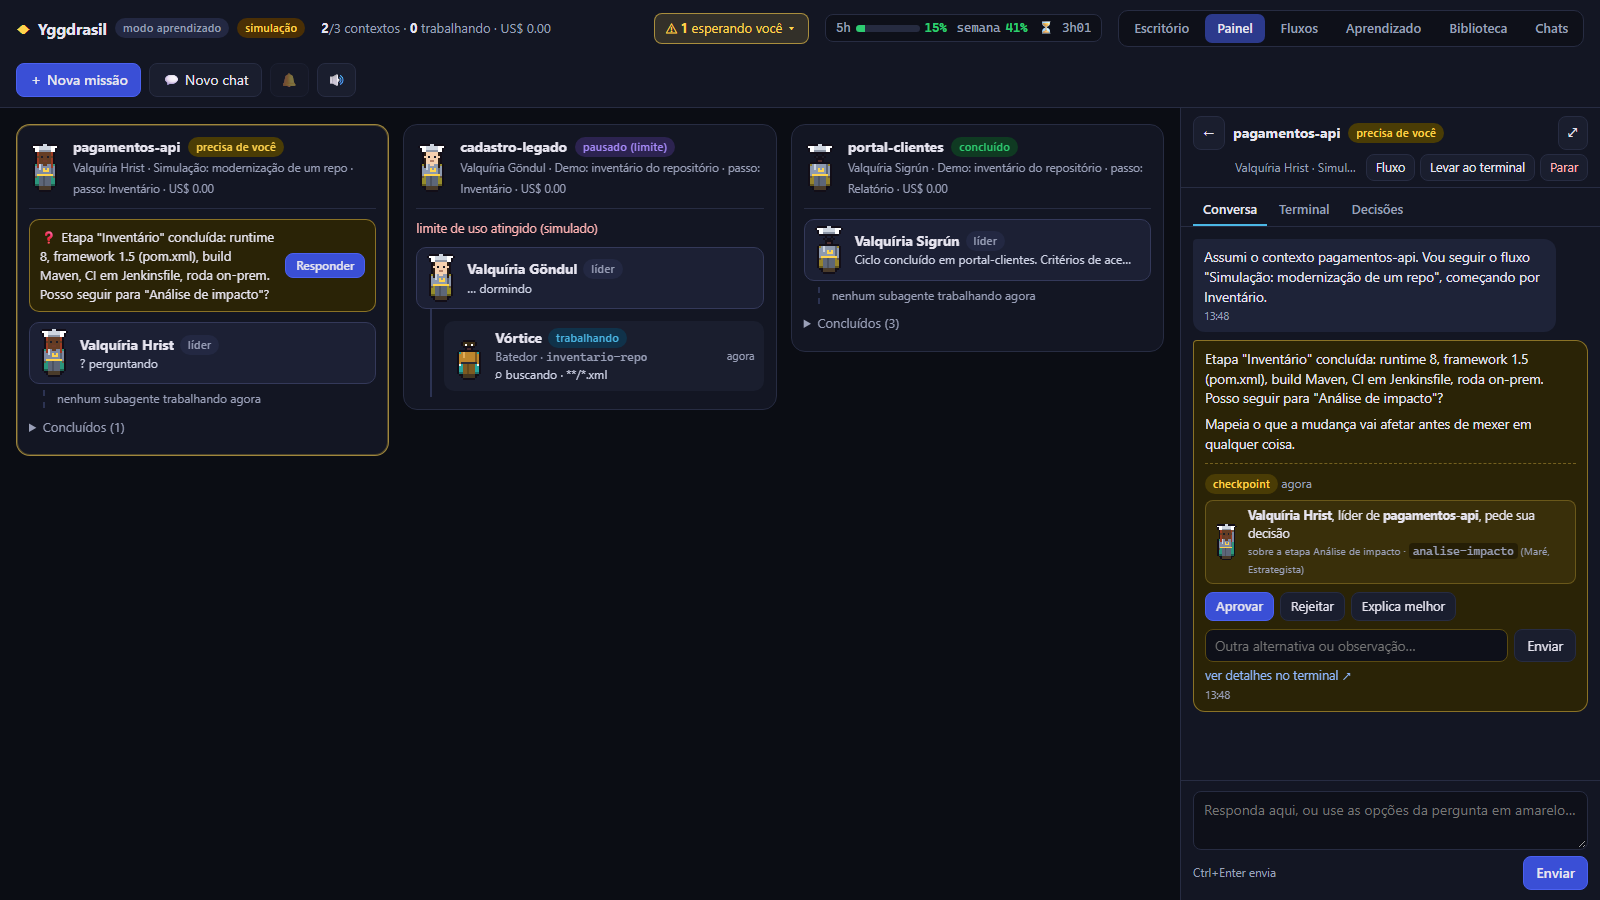 Yggdrasil modo aprendizado simulação 2/3 contextos · 0 trabalhando · US$ 0.00
⚠ 1 esperando você
5h 15% semana 41% ⏳ 3h01
Escritório Painel Fluxos Aprendizado Biblioteca Chats
+ Nova missão
Novo chat
pagamentos-api precisa de você
Valquíria Hrist · Simulação: modernização de um repo ·
passo: Inventário · US$ 0.00
❓ Etapa "Inventário" concluída: runtime
8, framework 1.5 (pom.xml), build
Maven, CI em Jenkinsfile, roda on-prem.
Posso seguir para "Análise de impacto"?
Responder
Valquíria Hrist líder
? perguntando
nenhum subagente trabalhando agora
▶ Concluídos (1)
cadastro-legado pausado (limite)
Valquíria Göndul · Demo: inventário do repositório · passo:
Inventário · US$ 0.00
limite de uso atingido (simulado)
Valquíria Göndul líder
... dormindo
Vórtice trabalhando
Batedor · inventario-repo
agora
⌕ buscando · **/*.xml
portal-clientes concluído
Valquíria Sigrún · Demo: inventário do repositório · passo:
Relatório · US$ 0.00
Valquíria Sigrún líder
Ciclo concluído em portal-clientes. Critérios de ace...
nenhum subagente trabalhando agora
▶ Concluídos (3)
← pagamentos-api precisa de você ⤢
Valquíria Hrist · Simul... Fluxo Levar ao terminal Parar
Conversa Terminal Decisões
Assumi o contexto pagamentos-api. Vou seguir o fluxo
"Simulação: modernização de um repo", começando por
Inventário.
13:48
Etapa "Inventário" concluída: runtime 8, framework 1.5
(pom.xml), build Maven, CI em Jenkinsfile, roda on-prem.
Posso seguir para "Análise de impacto"?
Mapeia o que a mudança vai afetar antes de mexer em
qualquer coisa.
checkpoint agora
Valquíria Hrist, líder de pagamentos-api, pede sua
decisão
sobre a etapa Análise de impacto · analise-impacto (Maré,
Estrategista)
Aprovar Rejeitar Explica melhor
Outra alternativa ou observação... Enviar
ver detalhes no terminal ↗
13:48
Responda aqui, ou use as opções da pergunta em amarelo...
Ctrl+Enter envia
Enviar